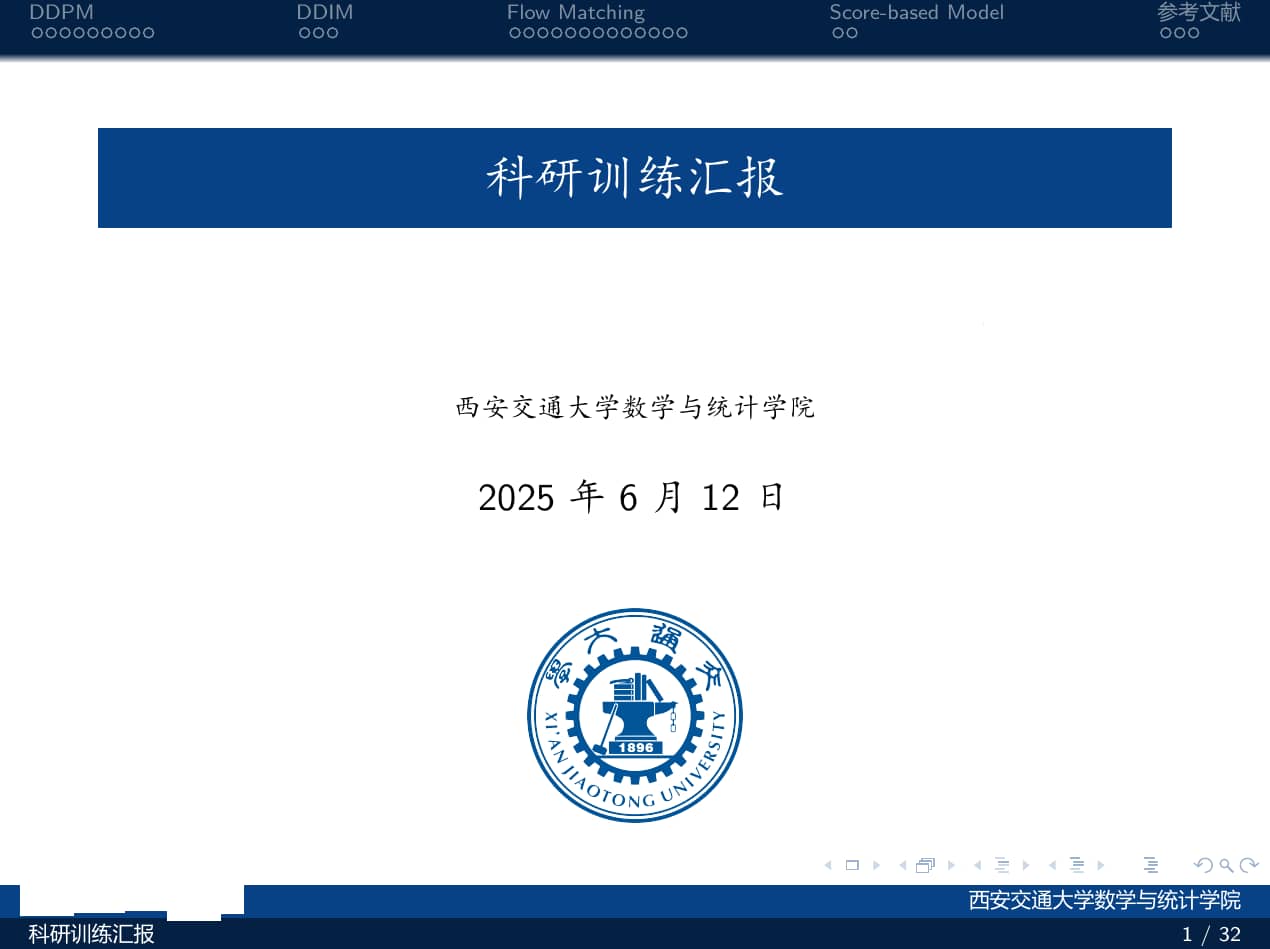 DDPM DDIM Flow Matching Score-based Model 参考文献
科研训练汇报
西安交通大学数学与统计学院
2025 年 6 月 12 日
學大通交
1896
XI'AN JIAOTONG UNIVERSITY
西安交通大学数学与统计学院
科研训练汇报 1 / 32